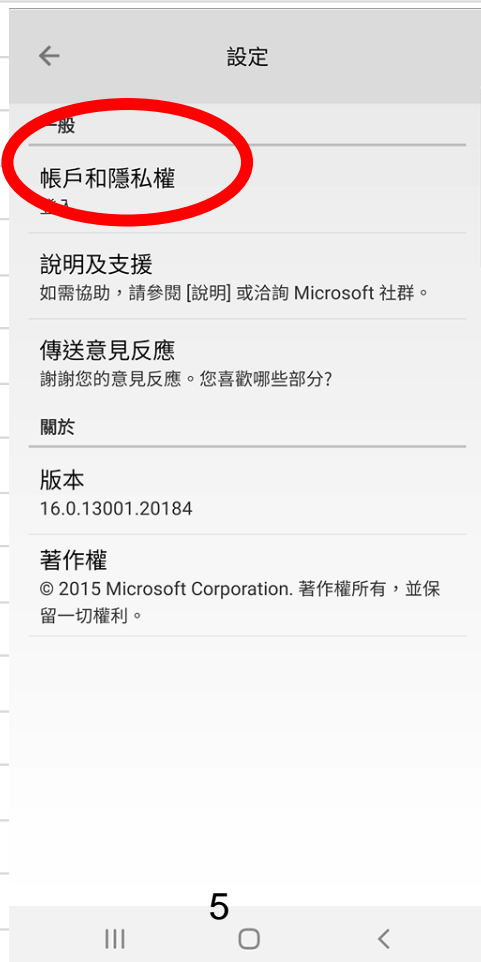 設定
一般
帳戶和隱私權
登入
說明及支援
如需協助，請參閱 [說明] 或洽詢 Microsoft 社群。
傳送意見反應
謝謝您的意見反應。您喜歡哪些部分?
關於
版本
16.0.13001.20184
著作權
© 2015 Microsoft Corporation. 著作權所有，並保
留一切權利。
5